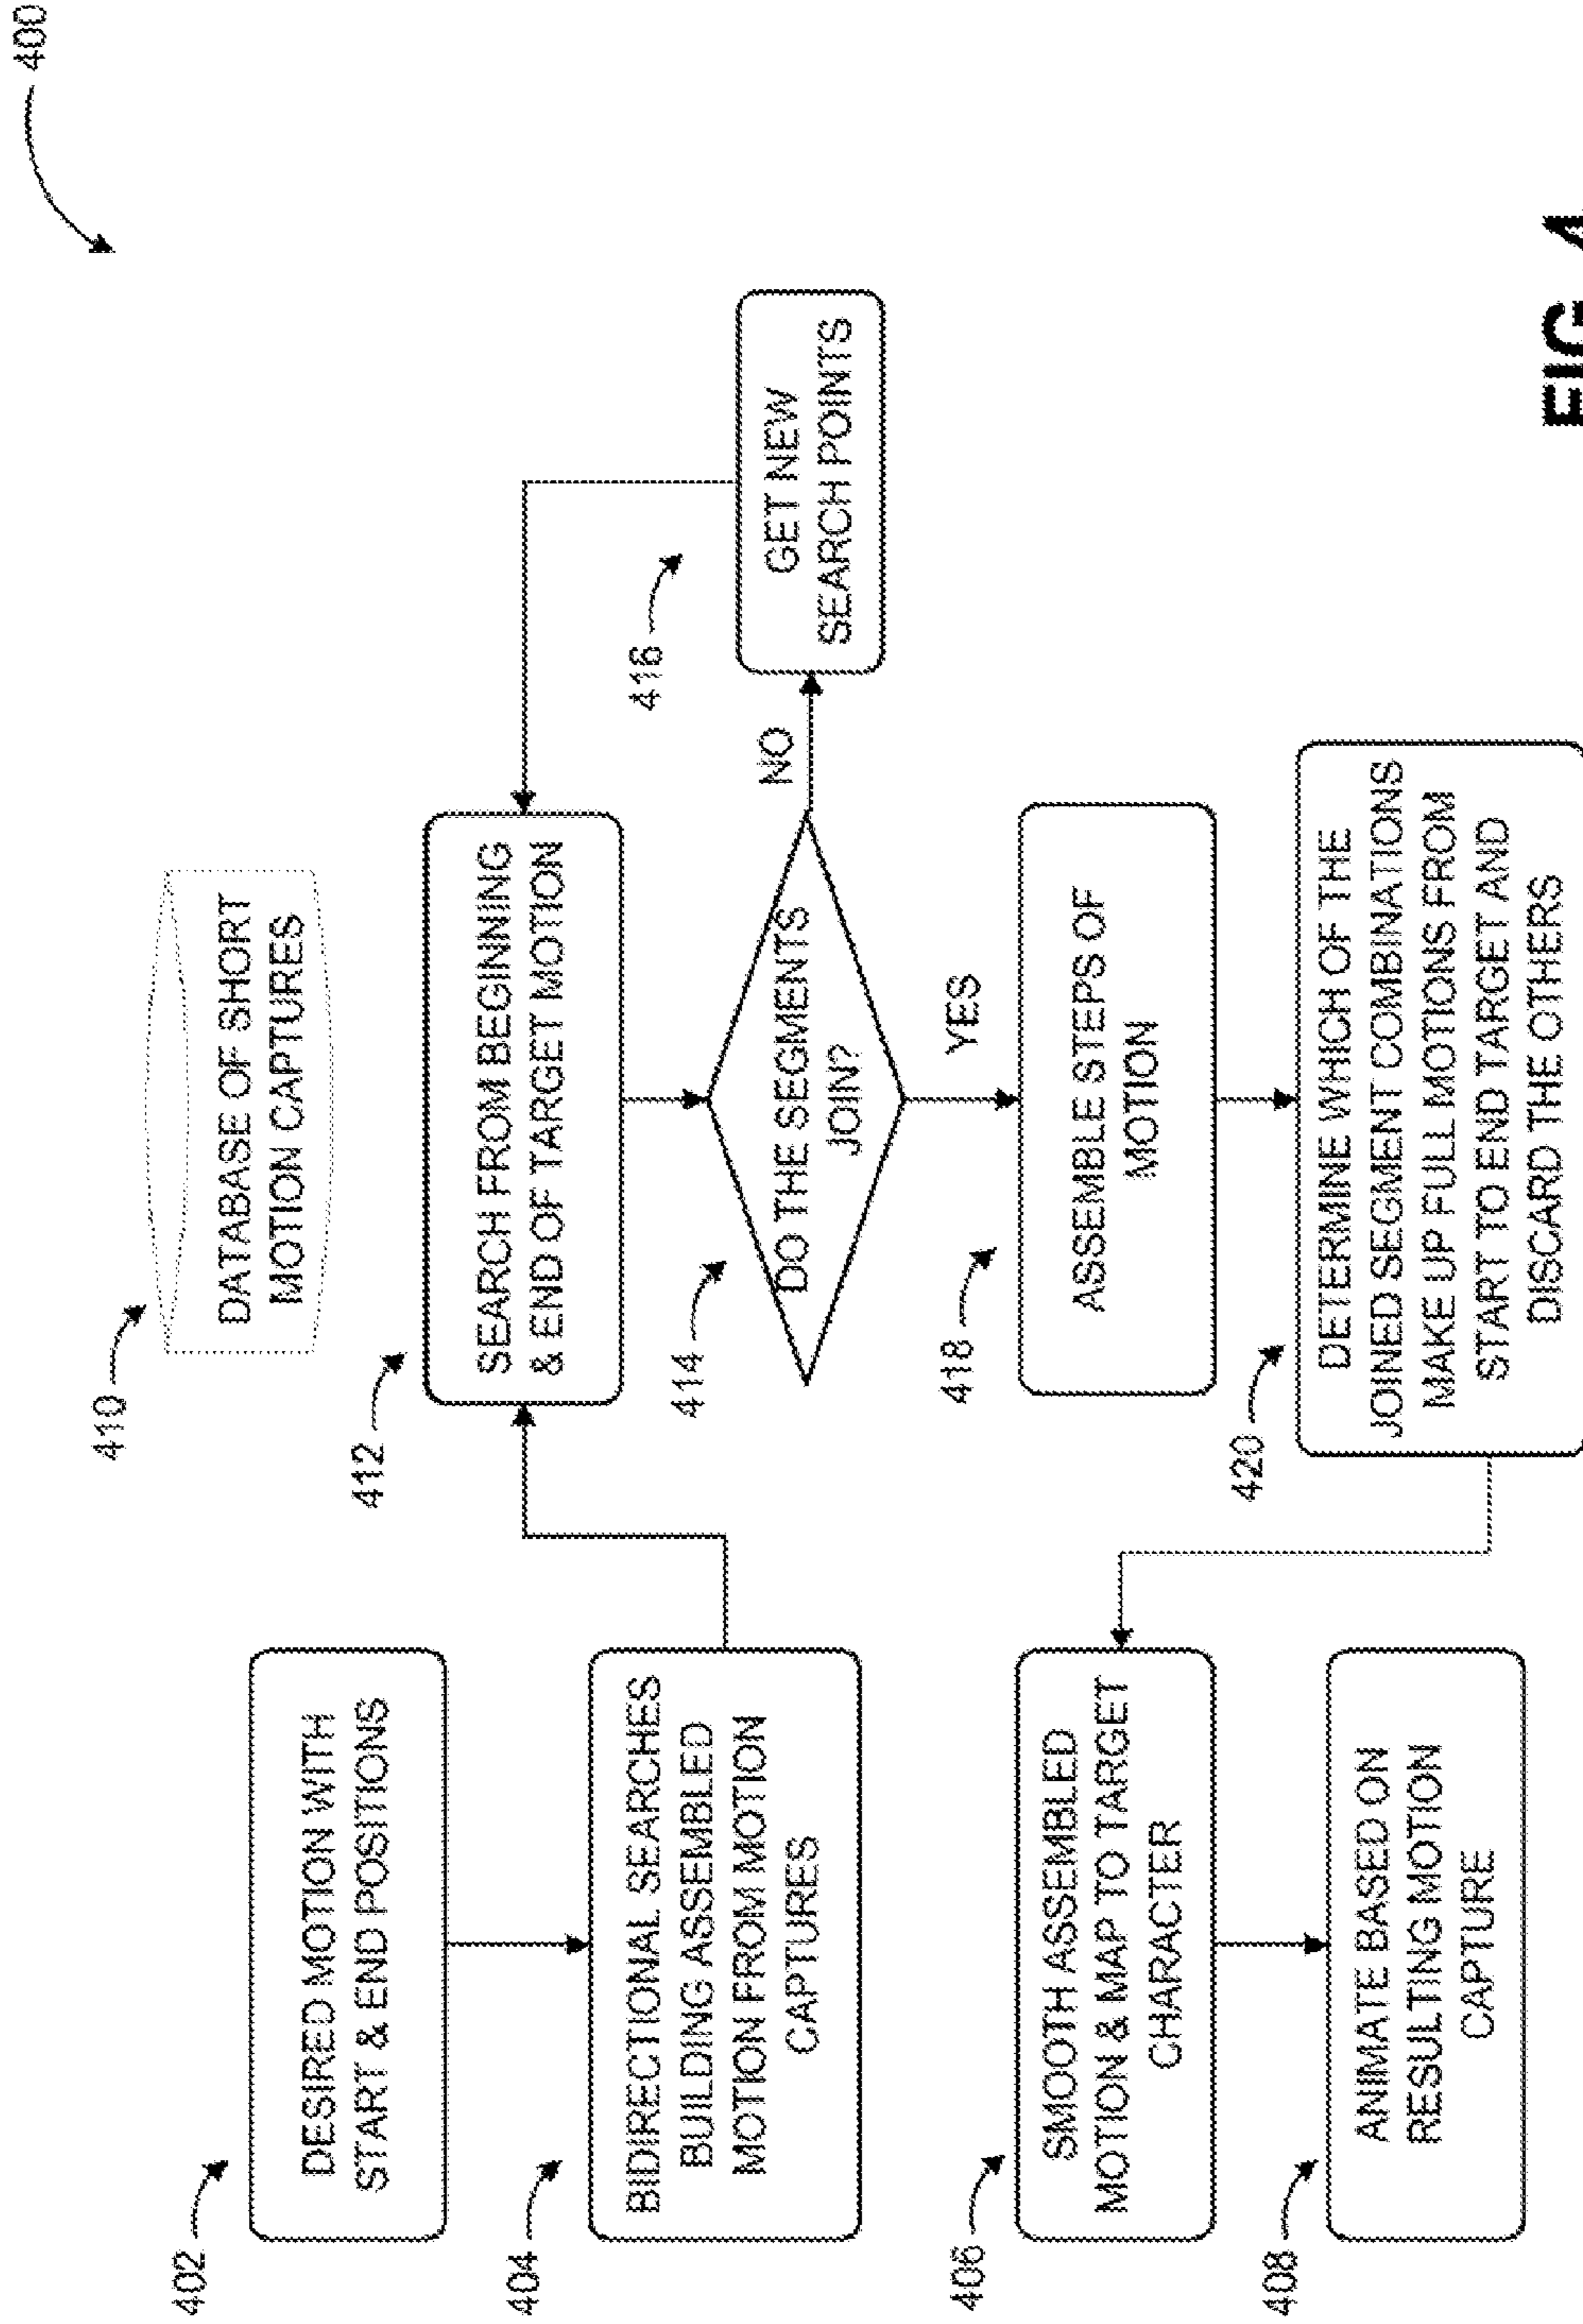 400
402
DESIRED MOTION WITH
START & END POSITIONS
404
BIDIRECTIONAL SEARCHES
BUILDING ASSEMBLED
MOTION FROM MOTION
CAPTURES
406
SMOOTH ASSEMBLED
MOTION & MAP TO TARGET
CHARACTER
408
ANIMATE BASED ON
RESULTING MOTION
CAPTURE
410
DATABASE OF SHORT
MOTION CAPTURES
412
SEARCH FROM BEGINNING
& END OF TARGET MOTION
414
DO THE SEGMENTS
JOIN?
NO
416
GET NEW
SEARCH POINTS
YES
418
ASSEMBLE STEPS OF
MOTION
420
DETERMINE WHICH OF THE
JOINED SEGMENT COMBINATIONS
MAKE UP FULL MOTIONS FROM
START TO END TARGET AND
DISCARD THE OTHERS
FIG. 4